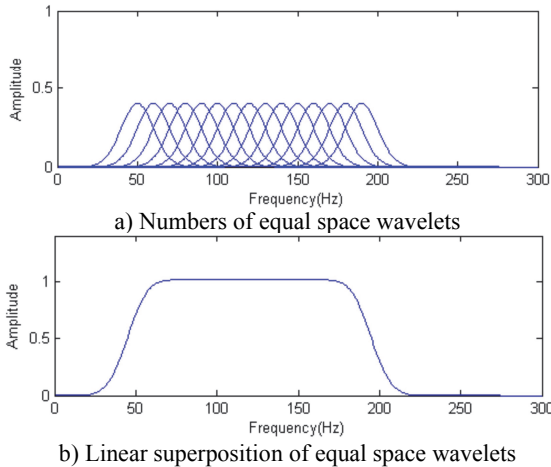 1
0.5
0
Amplitude
0 50 100 150 200 250 300
Frequency(Hz)
a) Numbers of equal space wavelets
1
0.5
0
Amplitude
0 50 100 150 200 250 300
Frequency(Hz)
b) Linear superposition of equal space wavelets